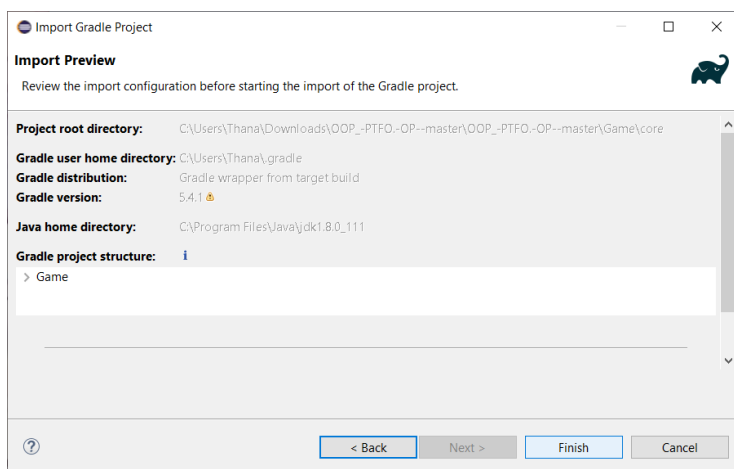 Import Gradle Project
Import Preview
Review the import configuration before starting the import of the Gradle project.
Project root directory: C:\Users\Thana\Downloads\OOP_-PTFO.-OP--master\OOP_-PTFO.-OP--master\Game\core
Gradle user home directory: C:\Users\Thana\.gradle
Gradle distribution: Gradle wrapper from target build
Gradle version: 5.4.1
Java home directory: C:\Program Files\Java\jdk1.8.0_111
Gradle project structure:
> Game
< Back Next > Finish Cancel